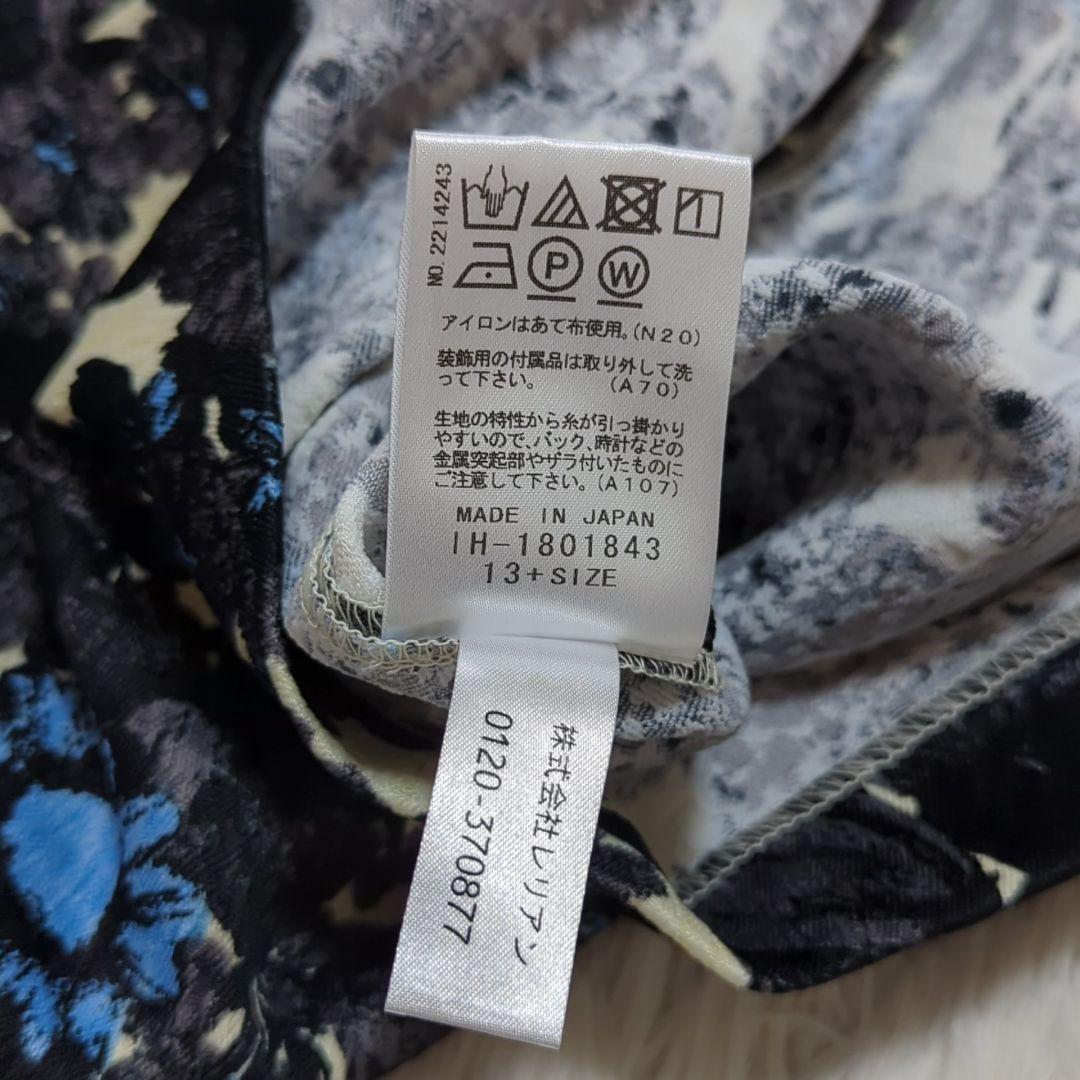 NO. 2214243
P
W
アイロンはあて布使用。(N20)
装飾用の付属品は取り外して洗
って下さい。 (A70)
生地の特性から糸が引っ掛かり
やすいので、バック、時計などの
金属突起部やザラ付いたものに
ご注意して下さい。(A107)
MADE IN JAPAN
IH-1801843
13+SIZE
株式会社レリアン
0120-370877